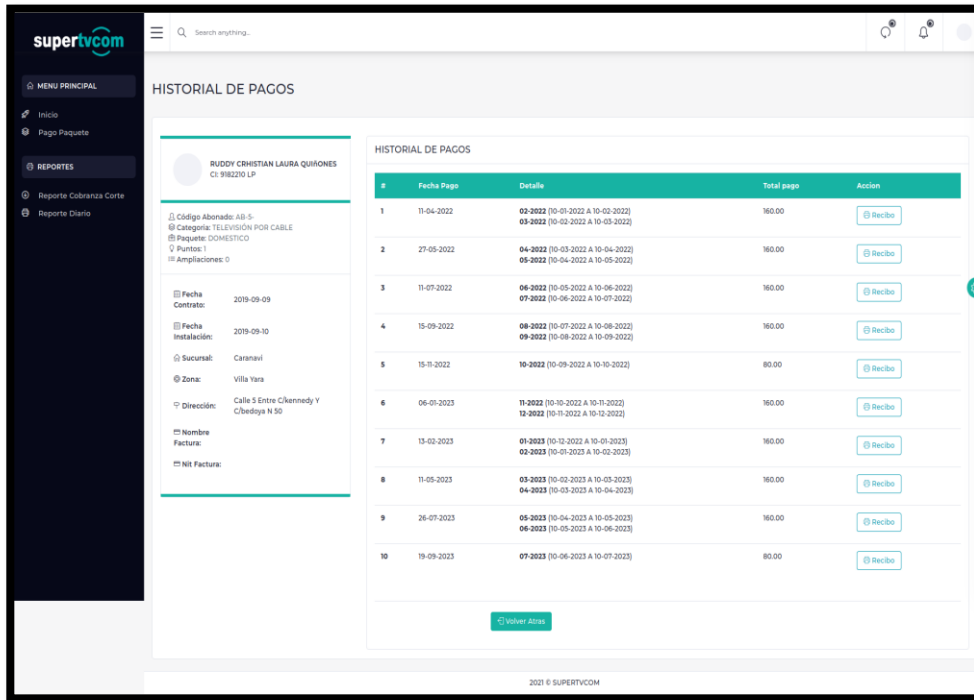 supertvcom
Search anything..
MENU PRINCIPAL
Inicio
Pago Paquete
REPORTES
Reporte Cobranza Corte
Reporte Diario
HISTORIAL DE PAGOS
RUDDY CRHISTIAN LAURA QUIÑONES
CI: 9182210 LP
Código Abonado: AB-5-
Categoria: TELEVISIÓN POR CABLE
Paquete: DOMESTICO
Puntos: 1
Ampliaciones: 0
Fecha Contrato: 2019-09-09
Fecha Instalación: 2019-09-10
Sucursal: Caranavi
Zona: Villa Yara
Dirección: Calle 5 Entre C/kennedy Y C/bedoya N 50
Nombre Factura:
Nit Factura:
HISTORIAL DE PAGOS
# Fecha Pago Detalle Total pago Accion
1 11-04-2022 02-2022 (10-01-2022 A 10-02-2022) 160.00 Recibo
03-2022 (10-02-2022 A 10-03-2022)
2 27-05-2022 04-2022 (10-03-2022 A 10-04-2022) 160.00 Recibo
05-2022 (10-04-2022 A 10-05-2022)
3 11-07-2022 06-2022 (10-05-2022 A 10-06-2022) 160.00 Recibo
07-2022 (10-06-2022 A 10-07-2022)
4 15-09-2022 08-2022 (10-07-2022 A 10-08-2022) 160.00 Recibo
09-2022 (10-08-2022 A 10-09-2022)
5 15-11-2022 10-2022 (10-09-2022 A 10-10-2022) 80.00 Recibo
6 06-01-2023 11-2022 (10-10-2022 A 10-11-2022) 160.00 Recibo
12-2022 (10-11-2022 A 10-12-2022)
7 13-02-2023 01-2023 (10-12-2022 A 10-01-2023) 160.00 Recibo
02-2023 (10-01-2023 A 10-02-2023)
8 11-05-2023 03-2023 (10-02-2023 A 10-03-2023) 160.00 Recibo
04-2023 (10-03-2023 A 10-04-2023)
9 26-07-2023 05-2023 (10-04-2023 A 10-05-2023) 160.00 Recibo
06-2023 (10-05-2023 A 10-06-2023)
10 19-09-2023 07-2023 (10-06-2023 A 10-07-2023) 80.00 Recibo
Volver Atras
2021 © SUPERTVCOM